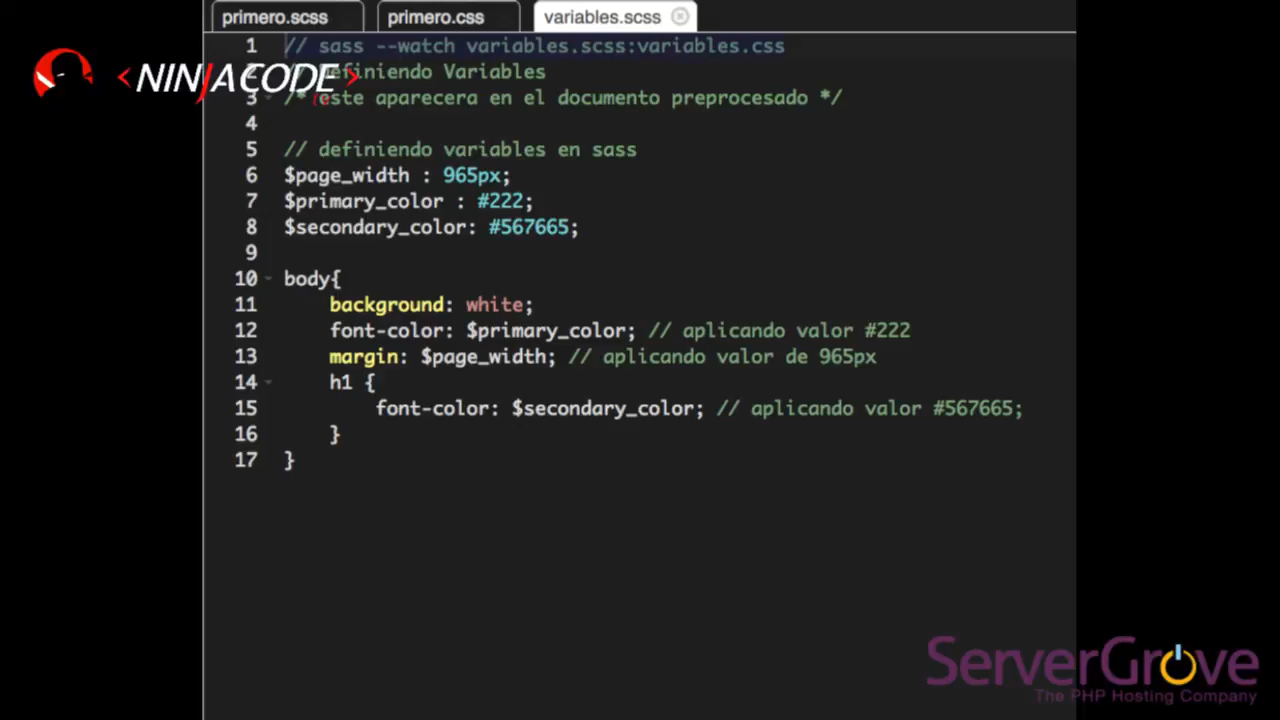 primero.scss primero.css variables.scss
<NINJACODE>
1 // sass --watch variables.scss:variables.css
2 // definiendo Variables
3 /* este aparecera en el documento preprocesado */
4
5 // definiendo variables en sass
6 $page_width : 965px;
7 $primary_color : #222;
8 $secondary_color: #567665;
9
10 body{
11 background: white;
12 font-color: $primary_color; // aplicando valor #222
13 margin: $page_width; // aplicando valor de 965px
14 h1 {
15 font-color: $secondary_color; // aplicando valor #567665;
16 }
17 }
ServerGrove
The PHP Hosting Company